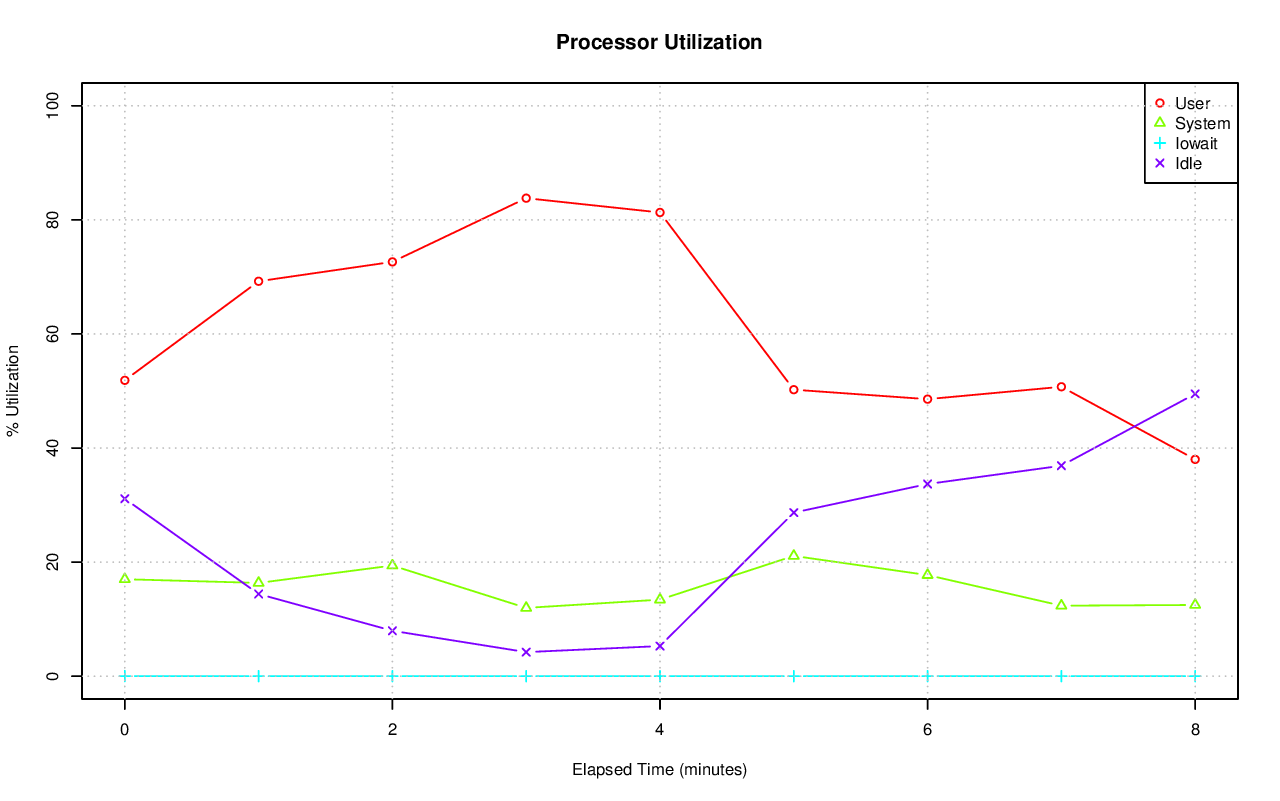 Processor Utilization
User
System
Iowait
Idle
% Utilization
100
80
60
40
20
0
0 2 4 6 8
Elapsed Time (minutes)